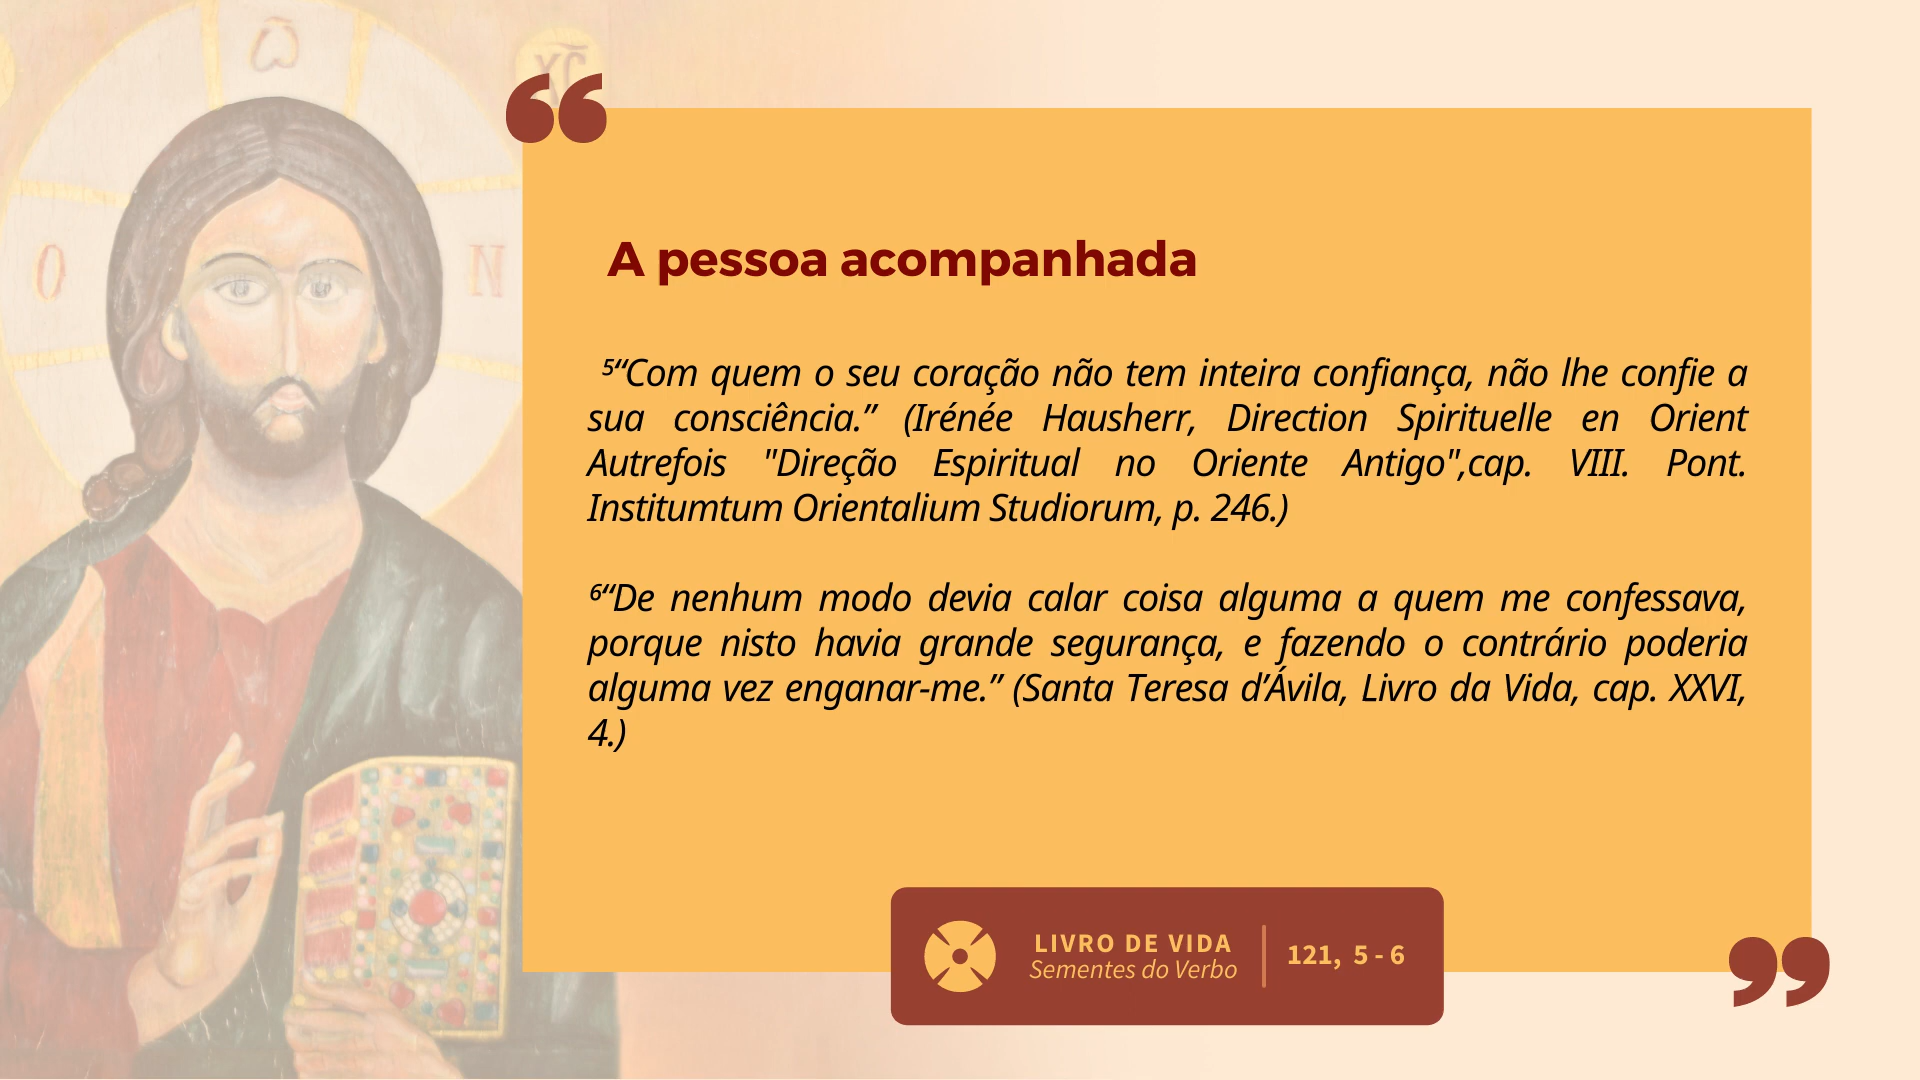 ῶ
XC
O
N
“
A pessoa acompanhada
⁵“Com quem o seu coração não tem inteira confiança, não lhe confie a
sua consciência.” (Irénée Hausherr, Direction Spirituelle en Orient
Autrefois "Direção Espiritual no Oriente Antigo",cap. VIII. Pont.
Institumtum Orientalium Studiorum, p. 246.)
⁶“De nenhum modo devia calar coisa alguma a quem me confessava,
porque nisto havia grande segurança, e fazendo o contrário poderia
alguma vez enganar-me.” (Santa Teresa d’Ávila, Livro da Vida, cap. XXVI,
4.)
LIVRO DE VIDA
Sementes do Verbo
121, 5 - 6
”